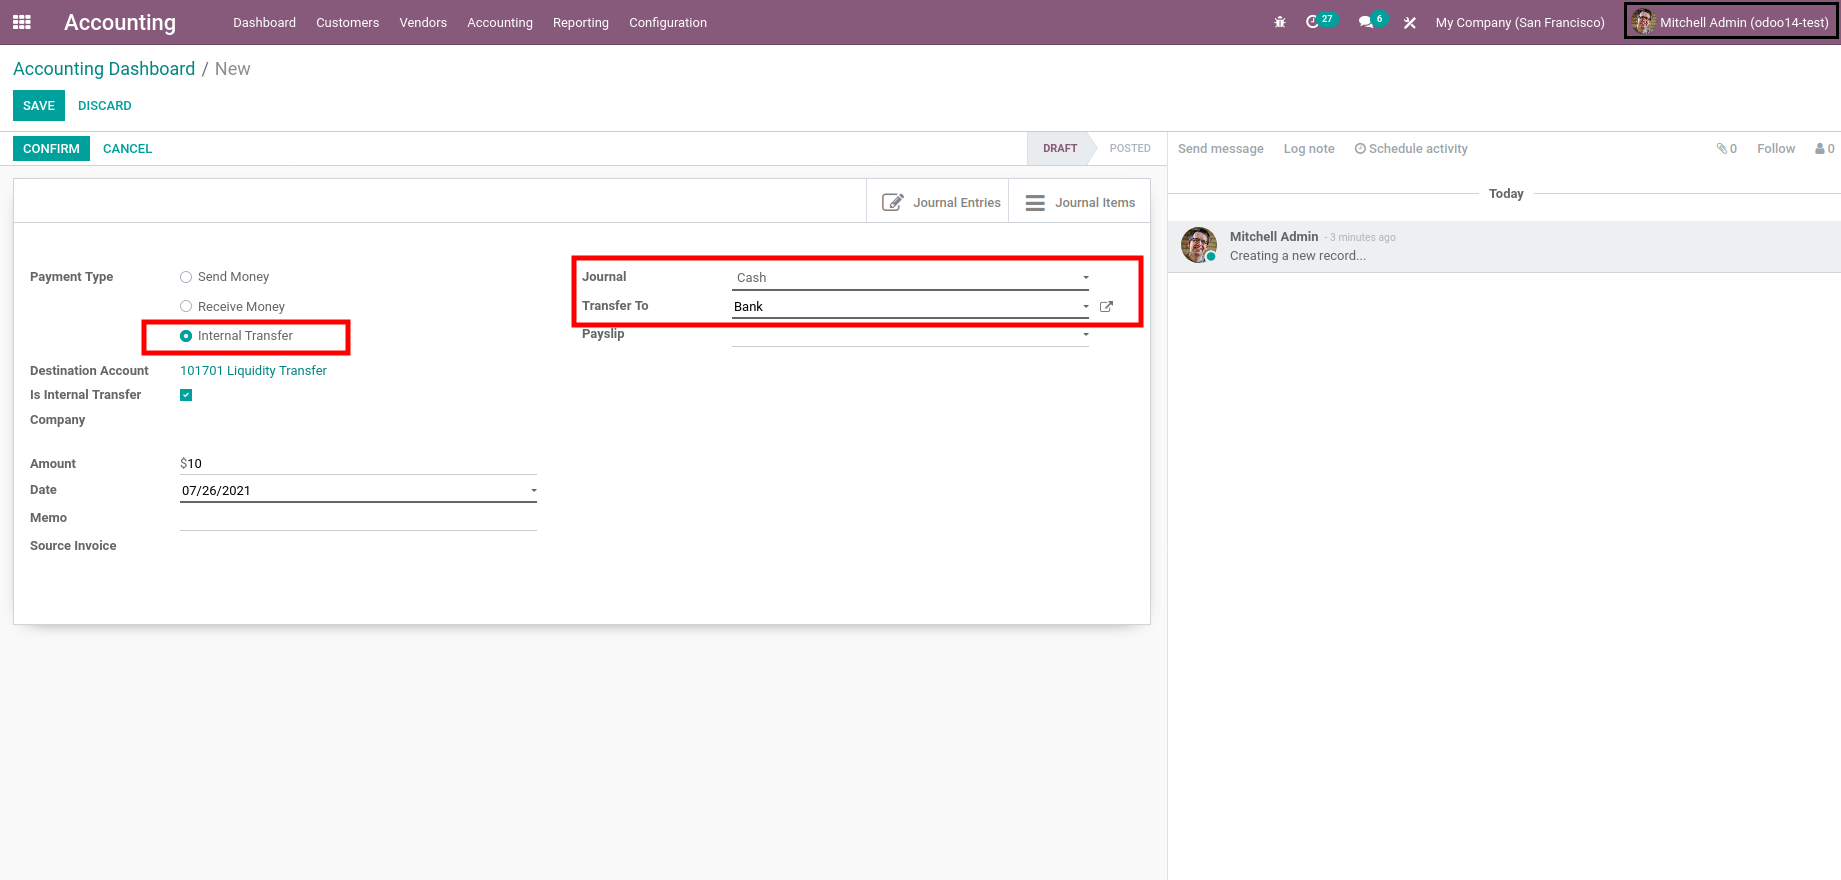 Accounting Dashboard Customers Vendors Accounting Reporting Configuration 27 6 My Company (San Francisco) Mitchell Admin (odoo14-test)
Accounting Dashboard / New
SAVE DISCARD
CONFIRM CANCEL DRAFT POSTED Send message Log note Schedule activity 0 Follow 0
Today
Journal Entries Journal Items
Mitchell Admin - 3 minutes ago
Creating a new record...
Payment Type Send Money Journal Cash
Receive Money Transfer To Bank
Internal Transfer Payslip
Destination Account 101701 Liquidity Transfer
Is Internal Transfer
Company
Amount $10
Date 07/26/2021
Memo
Source Invoice